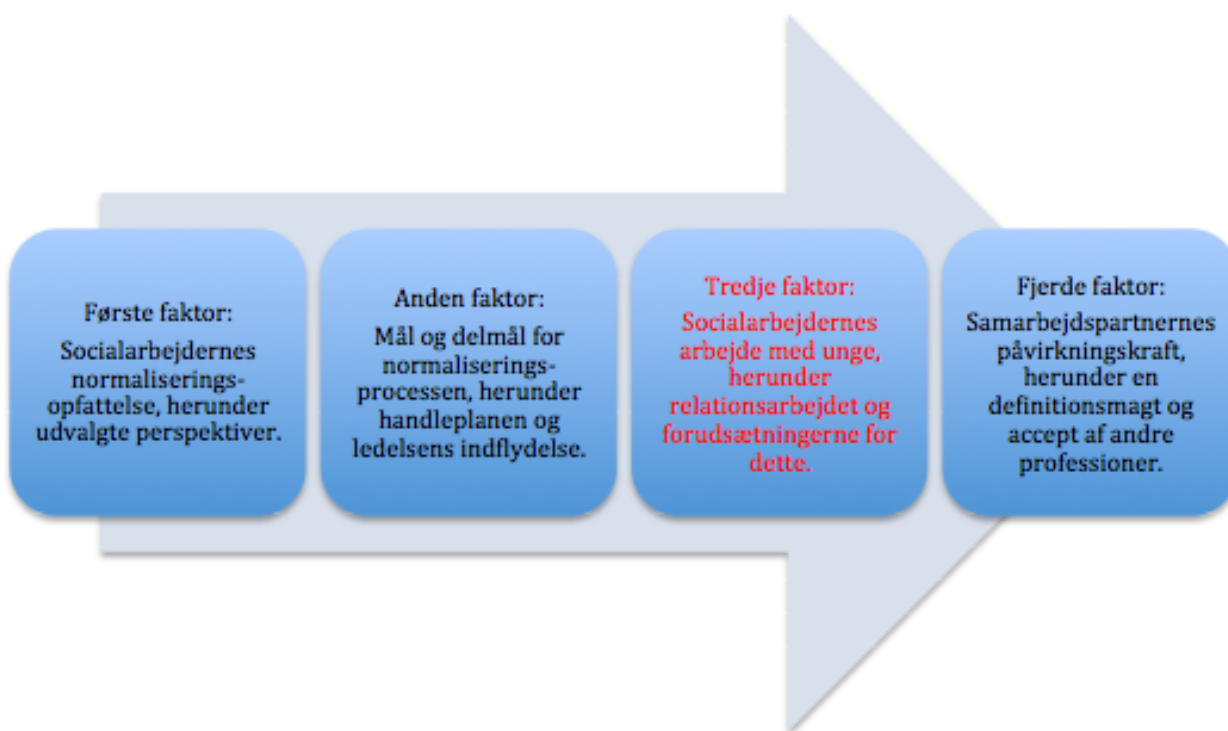 Første faktor:
Socialarbejdernes
normaliserings-
opfattelse, herunder
udvalgte perspektiver.
Anden faktor:
Mål og delmål for
normaliserings-
processen, herunder
handleplanen og
ledelsens indflydelse.
Tredje faktor:
Socialarbejdernes
arbejde med unge,
herunder
relationsarbejdet og
forudsætningerne for
dette.
Fjerde faktor:
Samarbejdspartnernes
påvirkningskraft,
herunder en
definitionsmagt og
accept af andre
professioner.